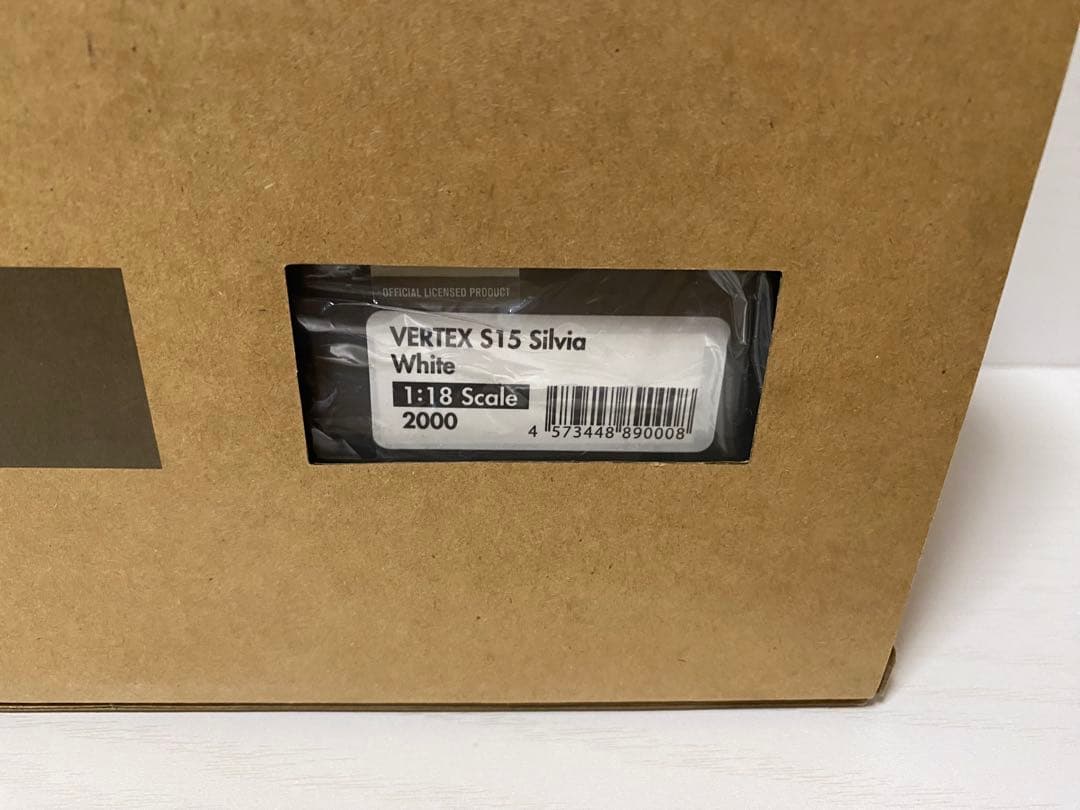 OFFICIAL LICENSED PRODUCT
VERTEX S15 Silvia
White
1:18 Scale
2000
4 573448 890008